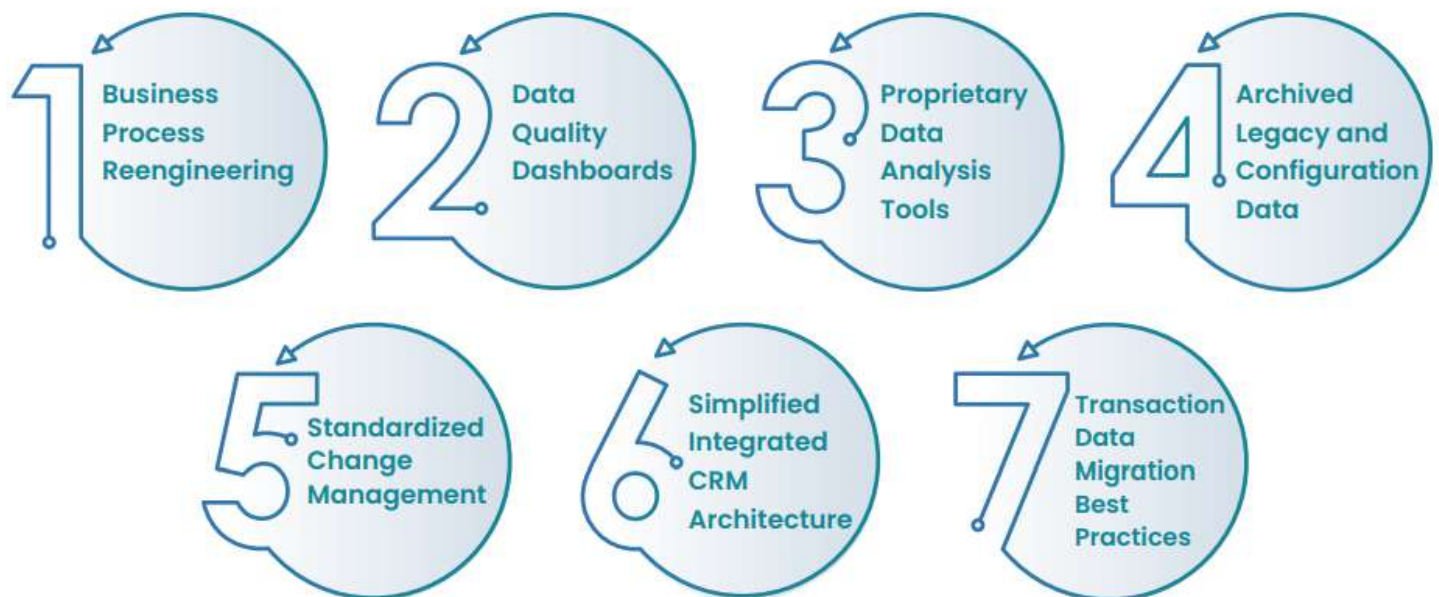 1
Business
Process
Reengineering
2
Data
Quality
Dashboards
3
Proprietary
Data
Analysis
Tools
4
Archived
Legacy and
Configuration
Data
5
Standardized
Change
Management
6
Simplified
Integrated
CRM
Architecture
7
Transaction
Data
Migration
Best
Practices